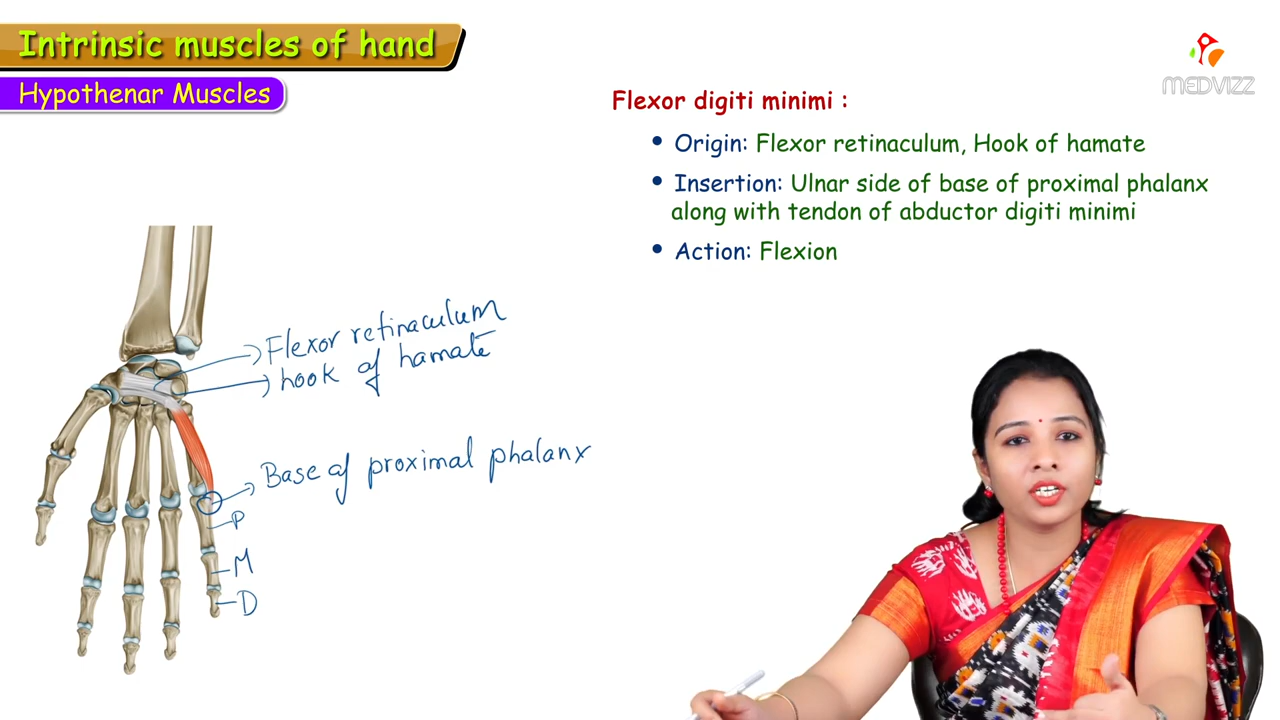 Intrinsic muscles of hand
Hypothenar Muscles
MEDVIZZ
Flexor digiti minimi :
• Origin: Flexor retinaculum, Hook of hamate
• Insertion: Ulnar side of base of proximal phalanx
along with tendon of abductor digiti minimi
• Action: Flexion
Flexor retinaculum
hook of hamate
Base of proximal phalanx
P
M
D